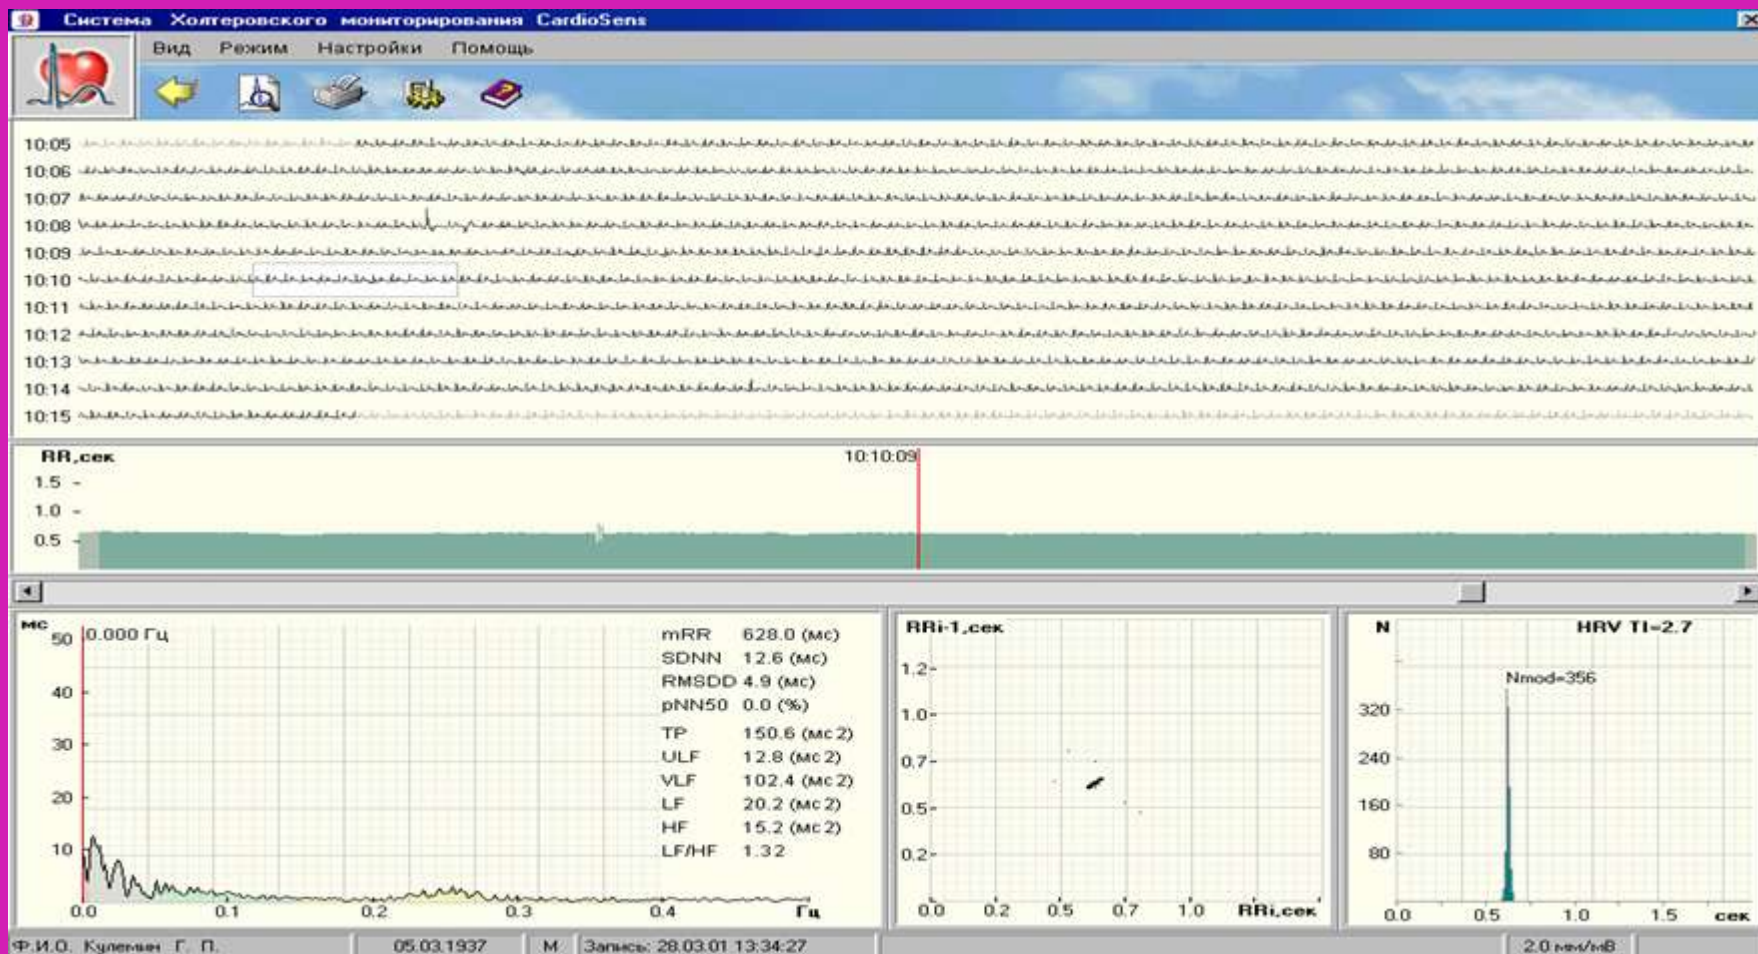 Система Холтеровского мониторирования CardioSens
Вид Режим Настройки Помощь
10:05
10:06
10:07
10:08
10:09
10:10
10:11
10:12
10:13
10:14
10:15
RR,сек 10:10:09
1.5
1.0
0.5
мс
50
40
30
20
10
0.000 Гц
mRR 628.0 (мс)
SDNN 12.6 (мс)
RMSDD 4.9 (мс)
pNN50 0.0 (%)
TP 150.6 (мс2)
ULF 12.8 (мс2)
VLF 102.4 (мс2)
LF 20.2 (мс2)
HF 15.2 (мс2)
LF/HF 1.32
0.0 0.1 0.2 0.3 0.4 Гц
RRi-1,сек
1.2
1.0
0.7
0.5
0.2
0.0 0.2 0.5 0.7 1.0 RRi,сек
N HRV TI=2.7
Nmod=356
320
240
160
80
0.0 0.5 1.0 1.5 сек
Ф.И.О. Кулемин Г. П. 05.03.1937 М Запись: 28.03.01 13:34:27 2.0 мм/мВ